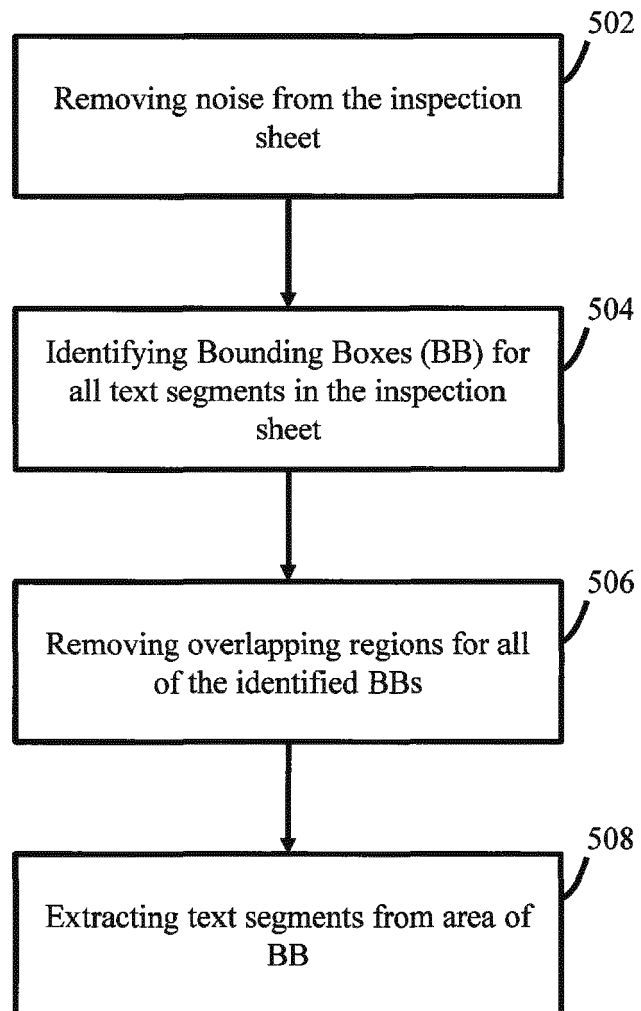 502
Removing noise from the inspection
sheet
504
Identifying Bounding Boxes (BB) for
all text segments in the inspection
sheet
506
Removing overlapping regions for all
of the identified BBs
508
Extracting text segments from area of
BB